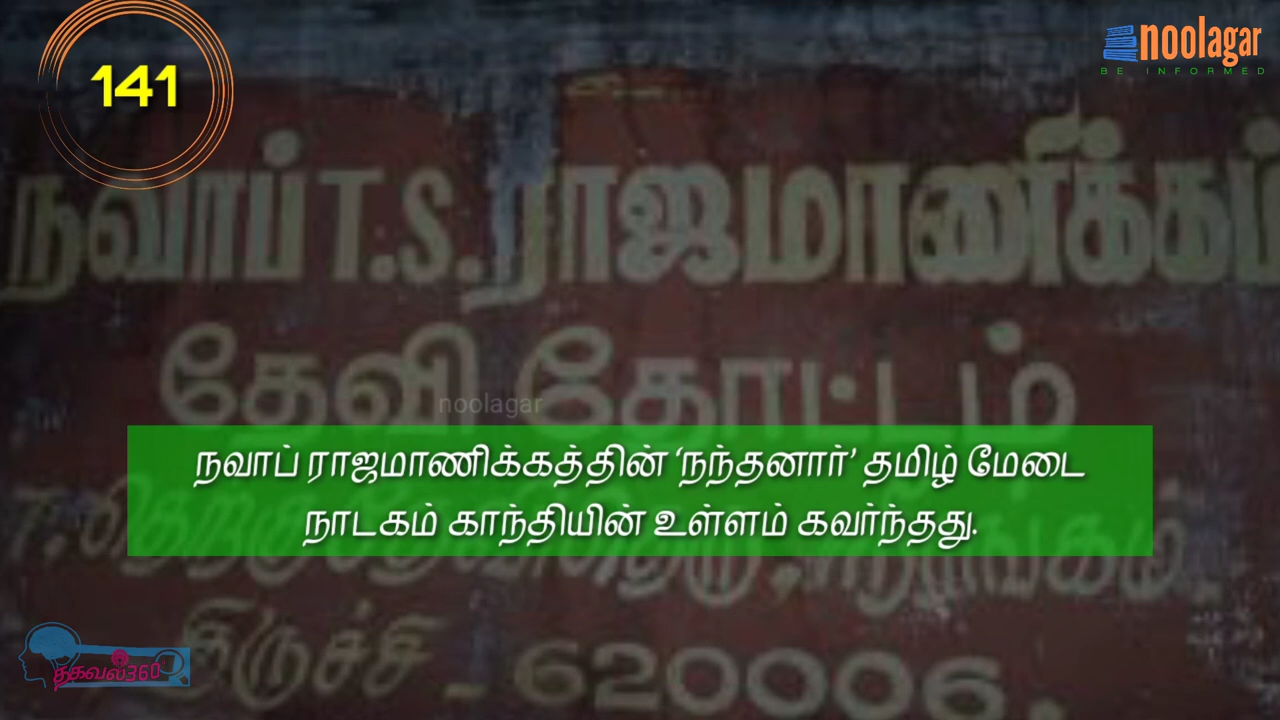 141
noolagar
BE INFORMED
நவாப் T.S. ராஜமாணிக்கம்
தேவி தோட்டம்
noolagar
நவாப் ராஜமாணிக்கத்தின் ‘நந்தனார்’ தமிழ் மேடை
நாடகம் காந்தியின் உள்ளம் கவர்ந்தது.
திருச்சி - 620006.
தகவல்360°